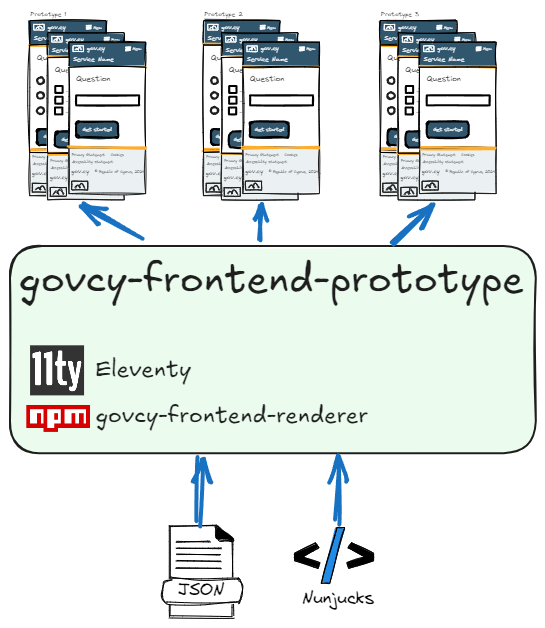 Prototype 1
Prototype 2
Prototype 3
gov.cy
Menu
gov.cy
Menu
gov.cy
Menu
Service Name
Service Name
Service Name
Question
Question
Question
Get started
Get started
Get started
Privacy Statement Cookies
Privacy Statement Cookies
Privacy Statement Cookies
Accessibility statement
Accessibility statement
Accessibility statement
gov.cy © Republic of Cyprus, 2024
gov.cy © Republic of Cyprus, 2024
gov.cy © Republic of Cyprus, 2024
govcy-frontend-prototype
11ty Eleventy
npm govcy-frontend-renderer
JSON
</>
Nunjucks